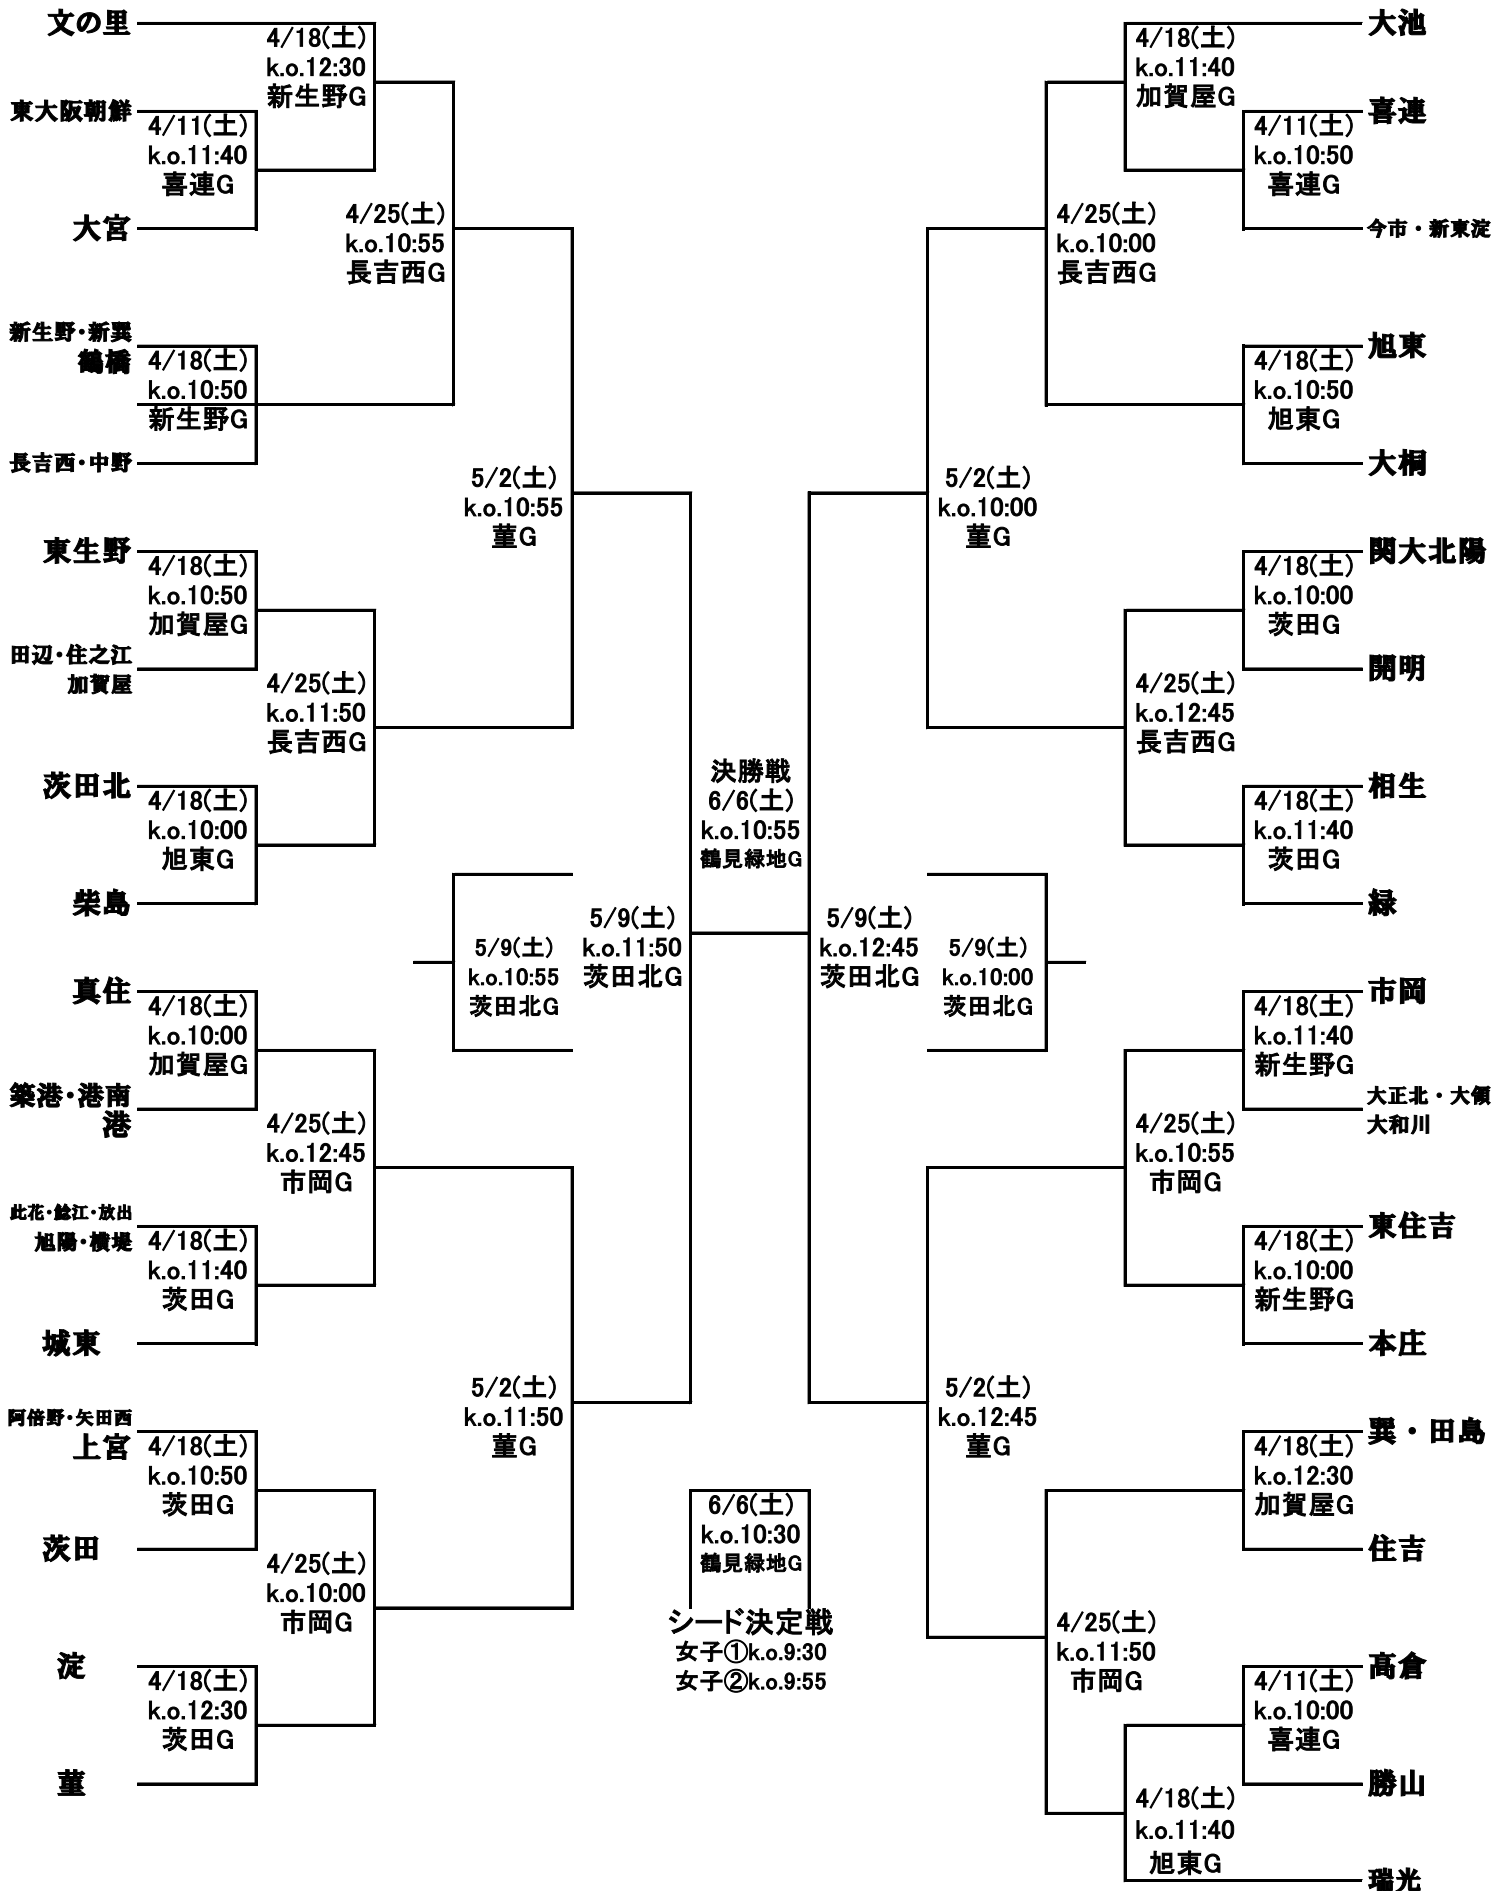 文の里
4/18(土)
k.o.12:30
新生野G
東大阪朝鮮
4/11(土)
k.o.11:40
喜連G
大宮
4/25(土)
k.o.10:55
長吉西G
新生野・新巽
鶴橋
4/18(土)
k.o.10:50
新生野G
長吉西・中野
5/2(土)
k.o.10:55
菫G
東生野
4/18(土)
k.o.10:50
加賀屋G
田辺・住之江
加賀屋
4/25(土)
k.o.11:50
長吉西G
茨田北
4/18(土)
k.o.10:00
旭東G
柴島
5/9(土)
k.o.10:55
茨田北G
5/9(土)
k.o.11:50
茨田北G
真住
4/18(土)
k.o.10:00
加賀屋G
築港・港南
港
4/25(土)
k.o.12:45
市岡G
此花・鯰江・放出
旭陽・横堤
4/18(土)
k.o.11:40
茨田G
城東
5/2(土)
k.o.11:50
菫G
阿倍野・矢田西
上宮
4/18(土)
k.o.10:50
茨田G
茨田
4/25(土)
k.o.10:00
市岡G
淀
4/18(土)
k.o.12:30
茨田G
菫
決勝戦
6/6(土)
k.o.10:55
鶴見緑地G
6/6(土)
k.o.10:30
鶴見緑地G
シード決定戦
女子①k.o.9:30
女子②k.o.9:55
大池
4/18(土)
k.o.11:40
加賀屋G
喜連
4/11(土)
k.o.10:50
喜連G
今市・新東淀
4/25(土)
k.o.10:00
長吉西G
旭東
4/18(土)
k.o.10:50
旭東G
大桐
5/2(土)
k.o.10:00
菫G
関大北陽
4/18(土)
k.o.10:00
茨田G
開明
4/25(土)
k.o.12:45
長吉西G
相生
4/18(土)
k.o.11:40
茨田G
緑
5/9(土)
k.o.12:45
茨田北G
5/9(土)
k.o.10:00
茨田北G
市岡
4/18(土)
k.o.11:40
新生野G
大正北・大領
大和川
4/25(土)
k.o.10:55
市岡G
東住吉
4/18(土)
k.o.10:00
新生野G
本庄
5/2(土)
k.o.12:45
菫G
巽・田島
4/18(土)
k.o.12:30
加賀屋G
住吉
4/25(土)
k.o.11:50
市岡G
高倉
4/11(土)
k.o.10:00
喜連G
勝山
4/18(土)
k.o.11:40
旭東G
瑞光